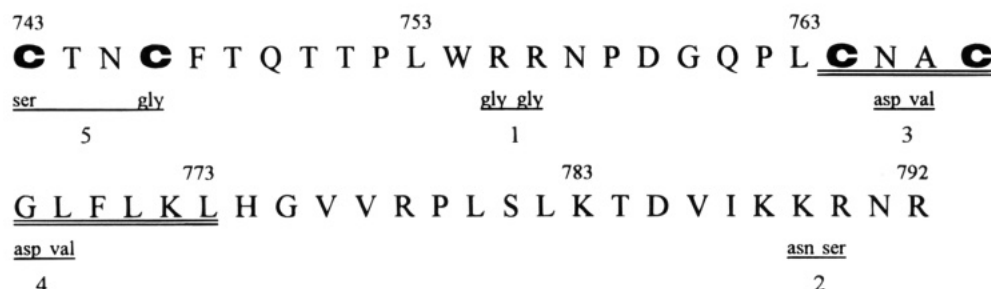 743 753 763
C T N C F T Q T T P L W R R N P D G Q P L C N A C
ser gly gly gly asp val
5 1 3
773 783 792
G L F L K L H G V V R P L S L K T D V I K K R N R
asp val asn ser
4 2